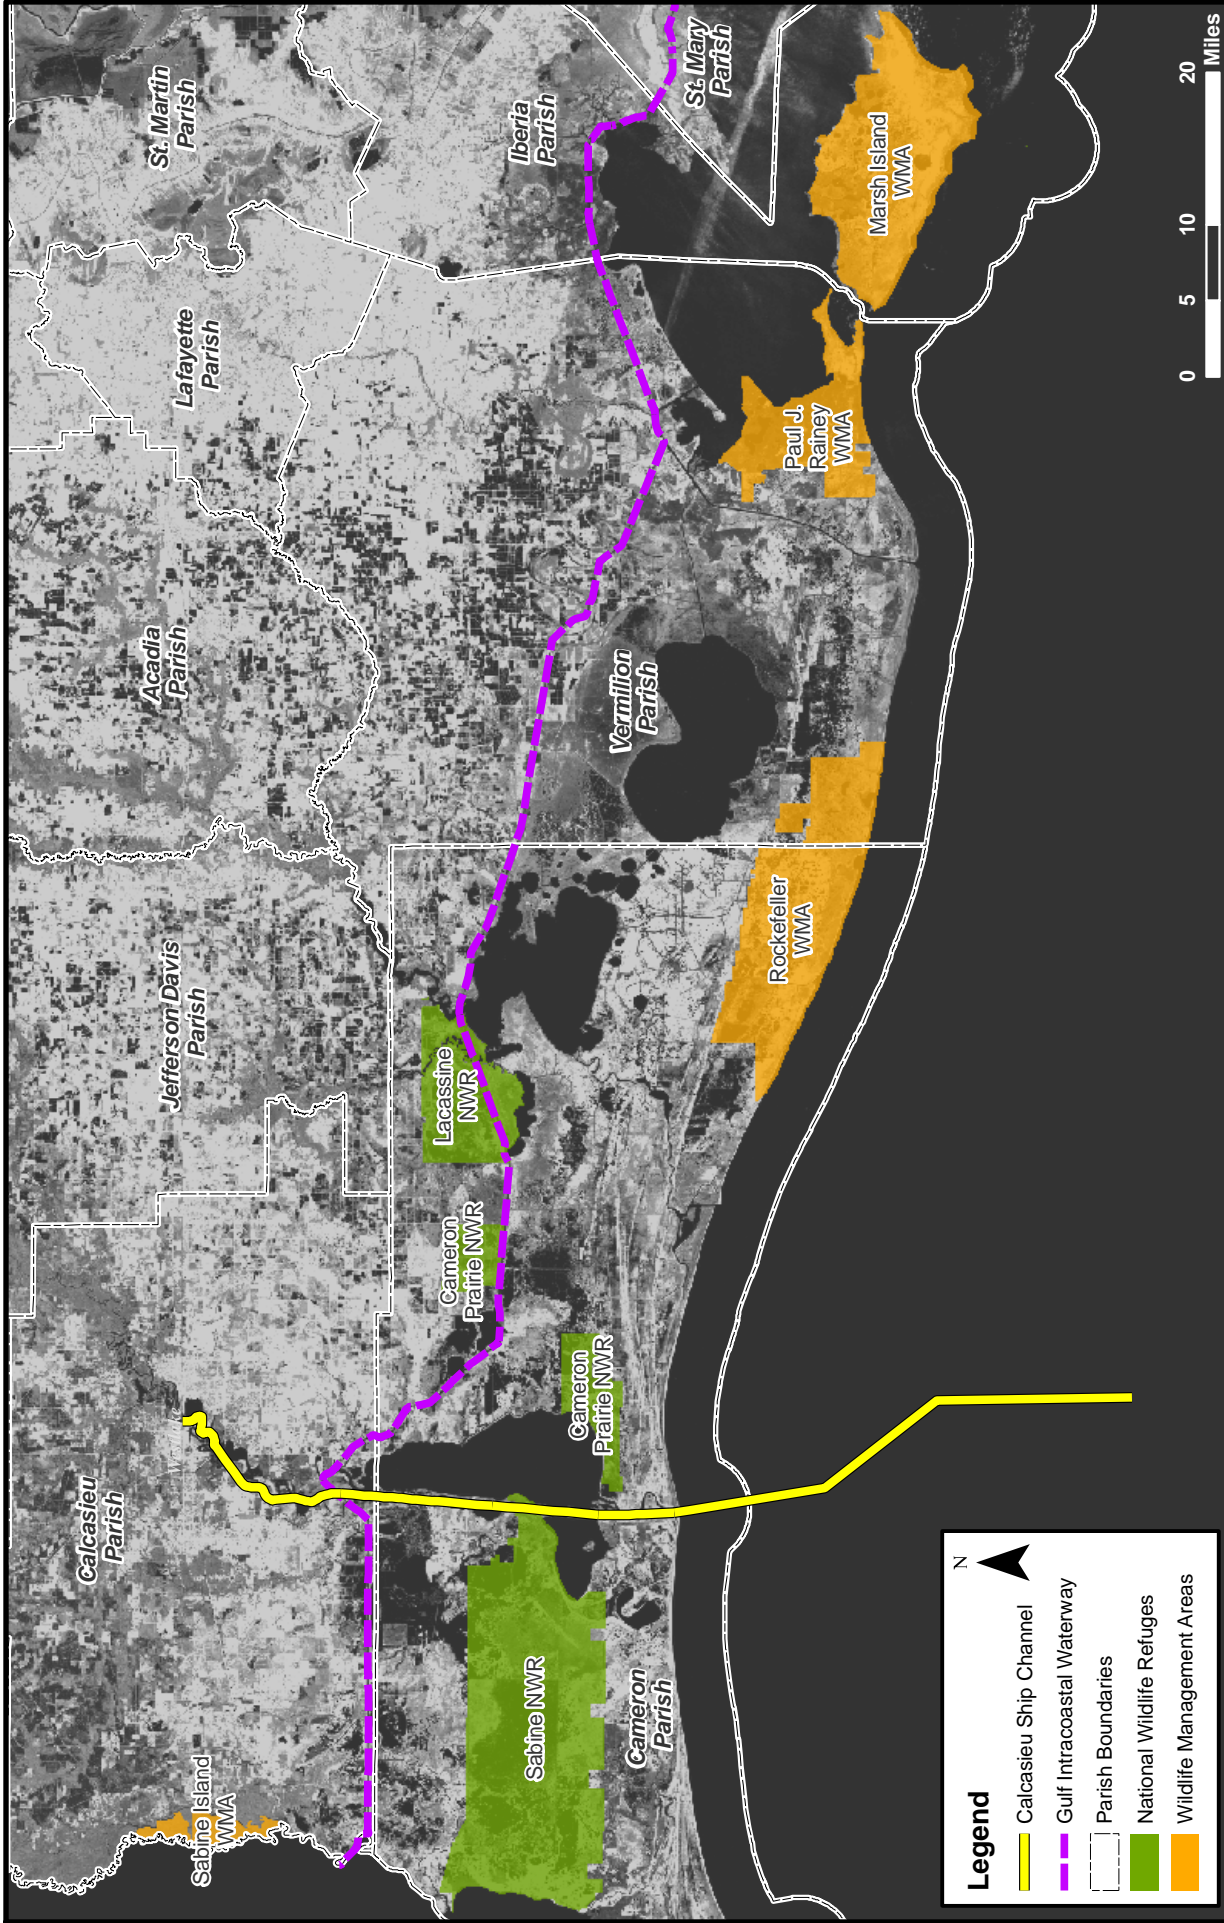 St. Martin
Parish
Lafayette
Parish
Acadia
Parish
Jefferson Davis
Parish
Calcasieu
Parish
Sabine Island
WMA
Iberia
Parish
St. Mary
Parish
Vermilion
Parish
Cameron
Parish
Lacassine
NWR
Cameron
Prairie NWR
Cameron
Prairie NWR
Sabine NWR
Marsh Island
WMA
Paul J.
Rainey
WMA
Rockefeller
WMA
0 5 10 20
Miles
Legend
N
Calcasieu Ship Channel
Gulf Intracoastal Waterway
Parish Boundaries
National Wildlife Refuges
Wildlife Management Areas